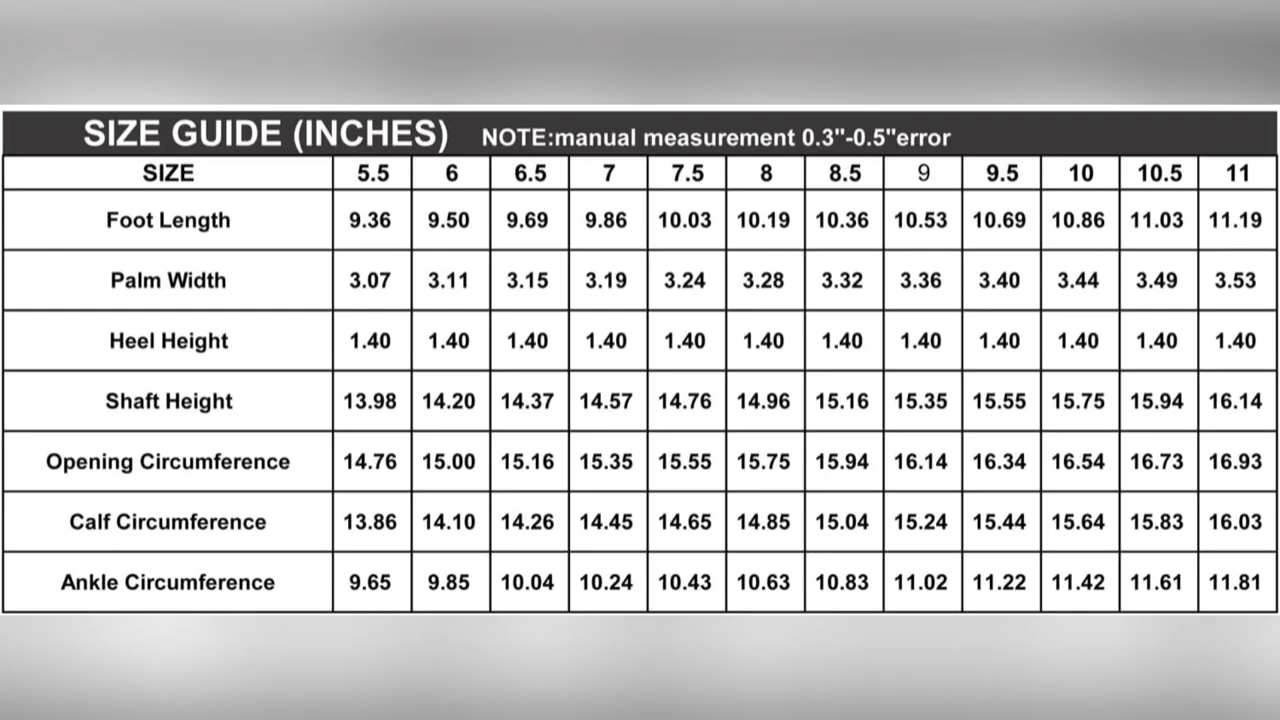 SIZE GUIDE (INCHES) NOTE:manual measurement 0.3"-0.5"error
SIZE 5.5 6 6.5 7 7.5 8 8.5 9 9.5 10 10.5 11
Foot Length 9.36 9.50 9.69 9.86 10.03 10.19 10.36 10.53 10.69 10.86 11.03 11.19
Palm Width 3.07 3.11 3.15 3.19 3.24 3.28 3.32 3.36 3.40 3.44 3.49 3.53
Heel Height 1.40 1.40 1.40 1.40 1.40 1.40 1.40 1.40 1.40 1.40 1.40 1.40
Shaft Height 13.98 14.20 14.37 14.57 14.76 14.96 15.16 15.35 15.55 15.75 15.94 16.14
Opening Circumference 14.76 15.00 15.16 15.35 15.55 15.75 15.94 16.14 16.34 16.54 16.73 16.93
Calf Circumference 13.86 14.10 14.26 14.45 14.65 14.85 15.04 15.24 15.44 15.64 15.83 16.03
Ankle Circumference 9.65 9.85 10.04 10.24 10.43 10.63 10.83 11.02 11.22 11.42 11.61 11.81